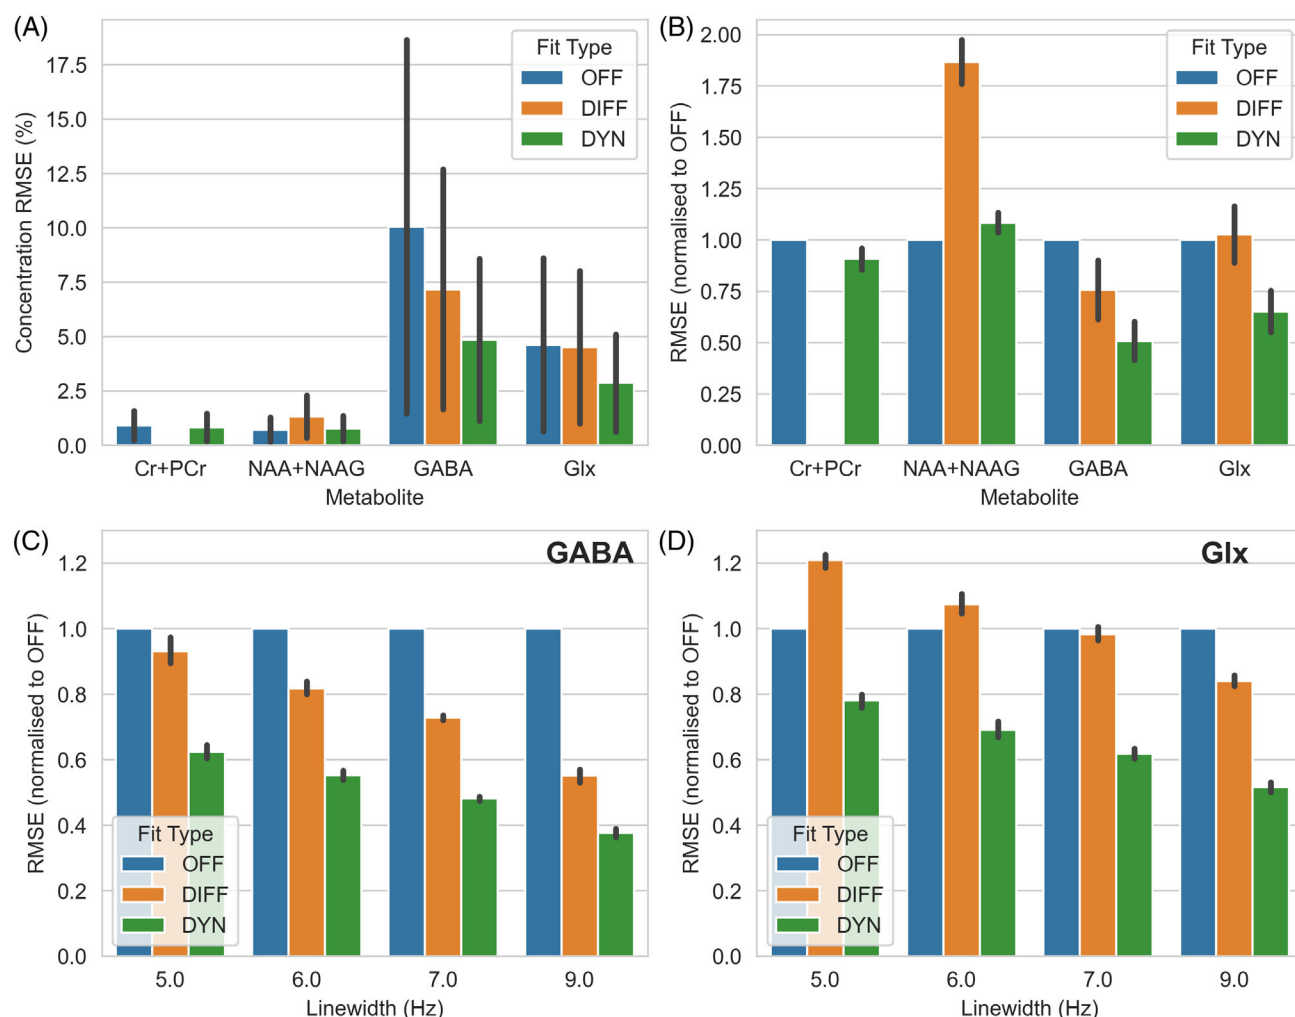 (A)
Concentration RMSE (%)
17.5
15.0
12.5
10.0
7.5
5.0
2.5
0.0
Fit Type
OFF
DIFF
DYN
Cr+PCr NAA+NAAG GABA Glx
Metabolite
(B)
RMSE (normalised to OFF)
2.00
1.75
1.50
1.25
1.00
0.75
0.50
0.25
0.00
Fit Type
OFF
DIFF
DYN
Cr+PCr NAA+NAAG GABA Glx
Metabolite
(C)
GABA
RMSE (normalised to OFF)
1.2
1.0
0.8
0.6
0.4
0.2
0.0
Fit Type
OFF
DIFF
DYN
5.0 6.0 7.0 9.0
Linewidth (Hz)
(D)
Glx
RMSE (normalised to OFF)
1.2
1.0
0.8
0.6
0.4
0.2
0.0
Fit Type
OFF
DIFF
DYN
5.0 6.0 7.0 9.0
Linewidth (Hz)